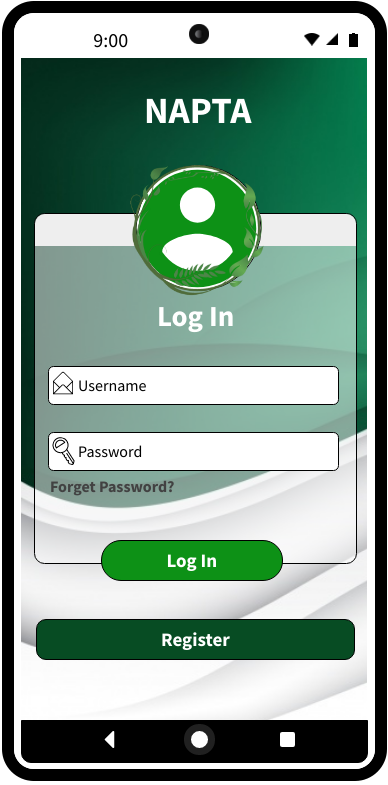 9:00
NAPTA
Log In
Username
Password
Forget Password?
Log In
Register